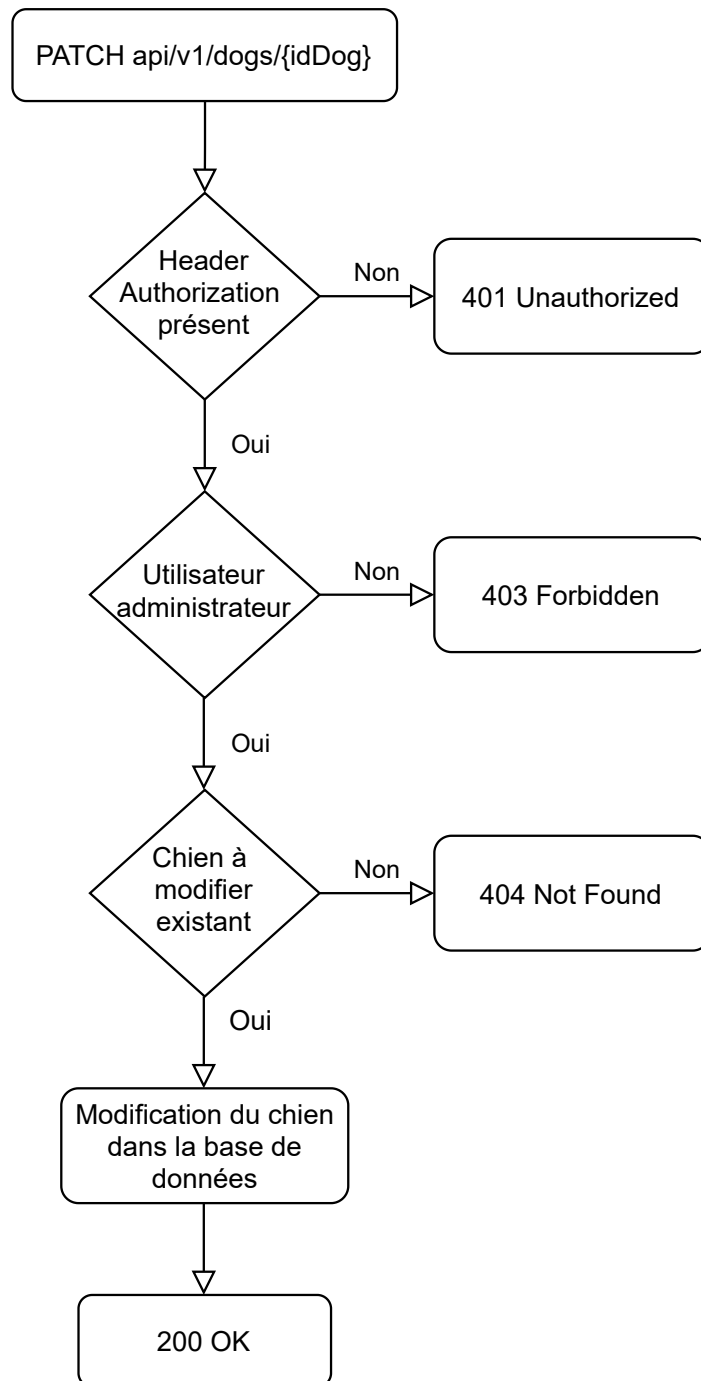 PATCH api/v1/dogs/{idDog}
Header
Authorization
présent
Non
401 Unauthorized
Oui
Utilisateur
administrateur
Non
403 Forbidden
Oui
Chien à
modifier
existant
Non
404 Not Found
Oui
Modification du chien
dans la base de
données
200 OK